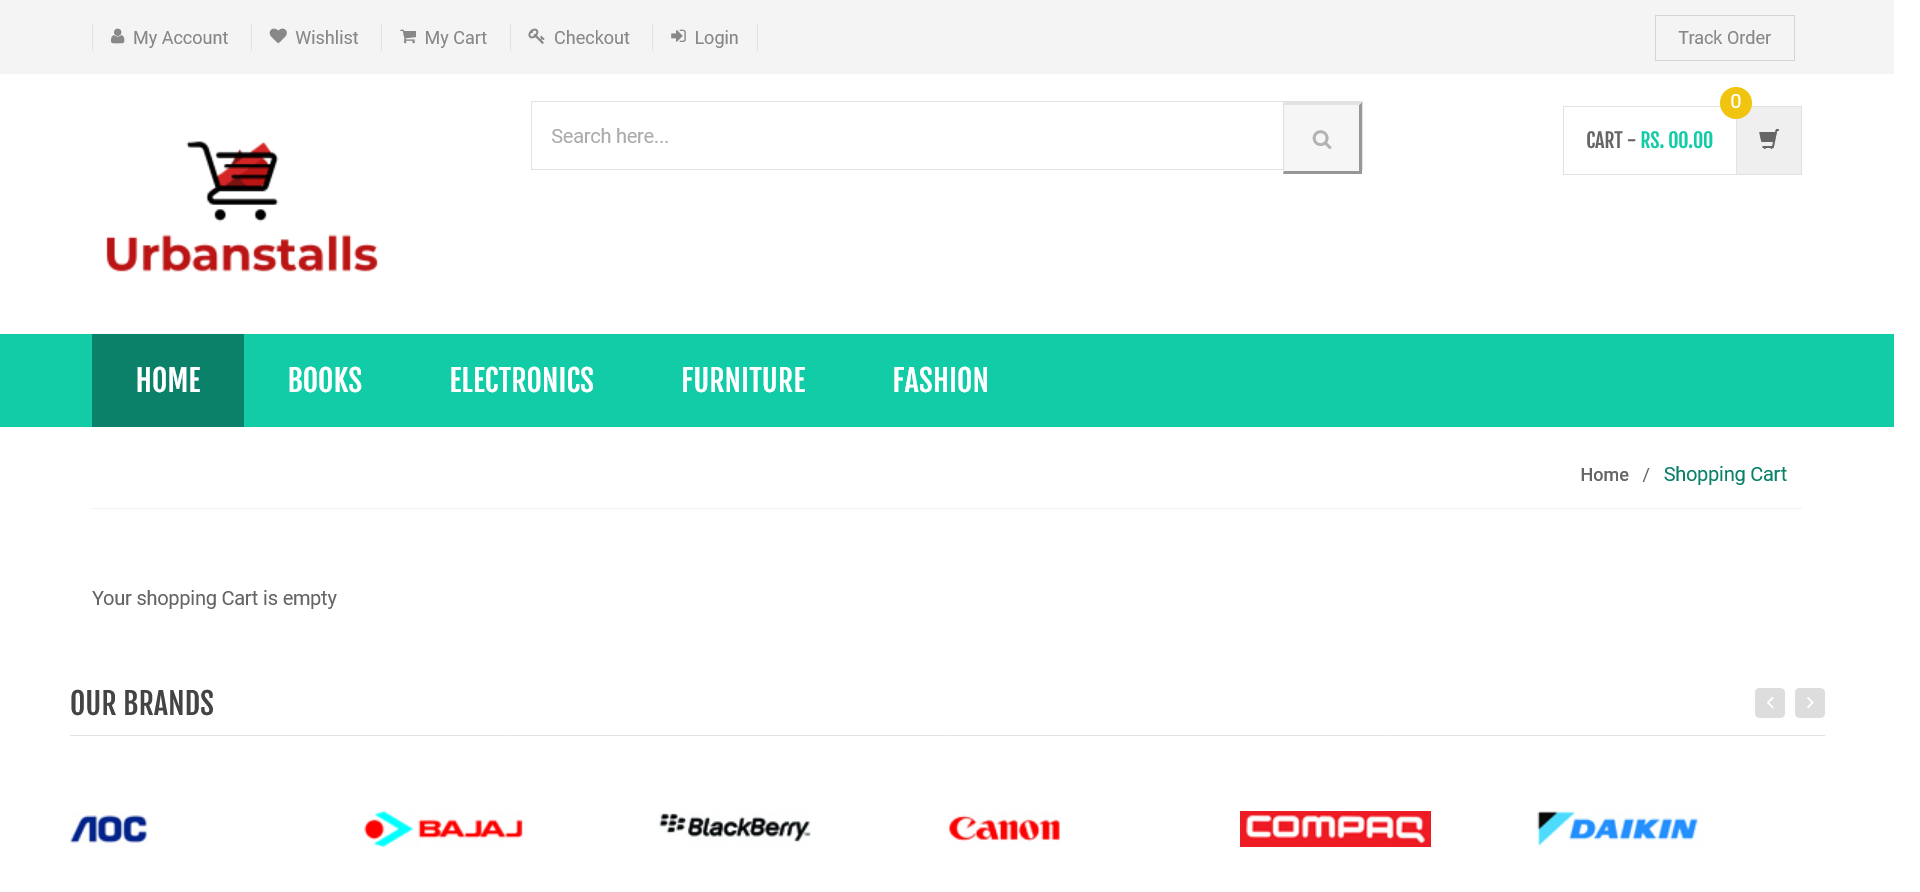 My Account Wishlist My Cart Checkout Login Track Order
Search here...
0
CART - RS. 00.00
Urbanstalls
HOME BOOKS ELECTRONICS FURNITURE FASHION
Home / Shopping Cart
Your shopping Cart is empty
OUR BRANDS
AOC BAJAJ BlackBerry Canon COMPAQ DAIKIN